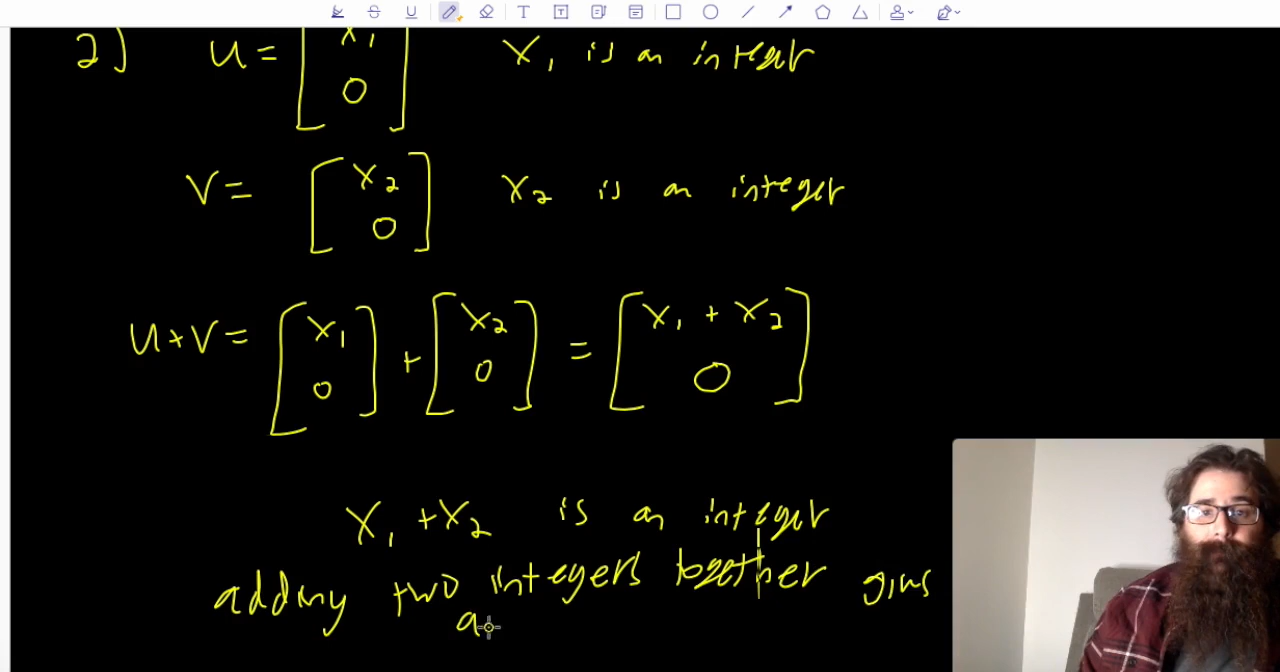 2) u = [ x₁ 0 ] x₁ is an integer
v = [ x₂ 0 ] x₂ is an integer
u+v = [ x₁ 0 ] + [ x₂ 0 ] = [ x₁ + x₂ 0 ]
x₁ + x₂ is an integer
adding two integers together gives
a